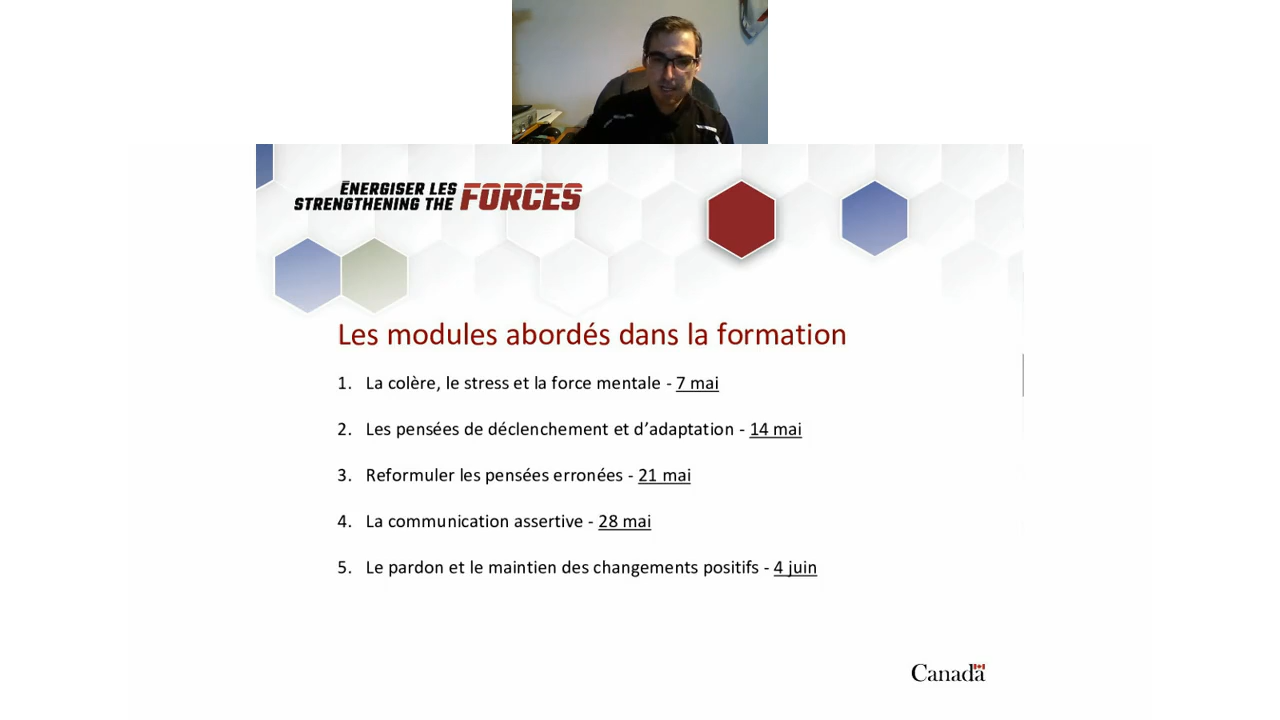 ÉNERGISER LES
STRENGTHENING THE FORCES
Les modules abordés dans la formation
1. La colère, le stress et la force mentale - 7 mai
2. Les pensées de déclenchement et d’adaptation - 14 mai
3. Reformuler les pensées erronées - 21 mai
4. La communication assertive - 28 mai
5. Le pardon et le maintien des changements positifs - 4 juin
Canada